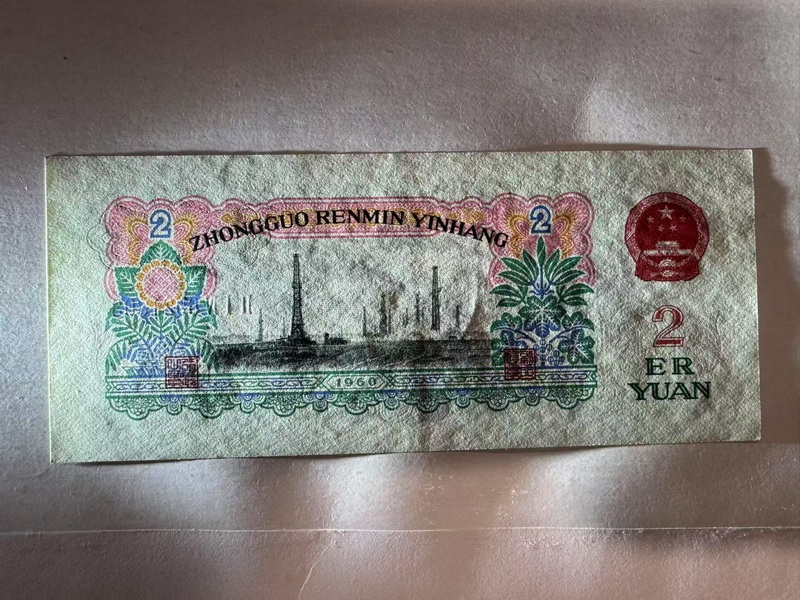 2
2
ZHONGGUO RENMIN YINHANG
1960
2
ER
YUAN